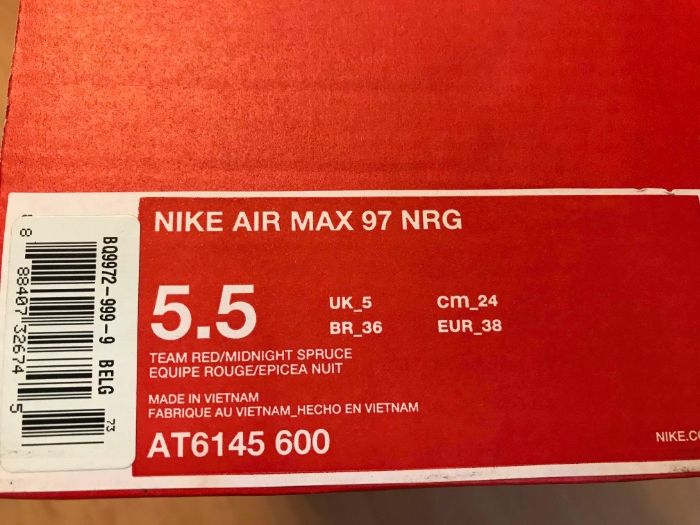 NIKE AIR MAX 97 NRG
5.5
UK_5
cm_24
BR_36
EUR_38
TEAM RED/MIDNIGHT SPRUCE
EQUIPE ROUGE/EPICEA NUIT
MADE IN VIETNAM
FABRIQUE AU VIETNAM_HECHO EN VIETNAM
AT6145 600
NIKE.CO
BQ9972-999-9 BELG
73
8 88407 32674 5